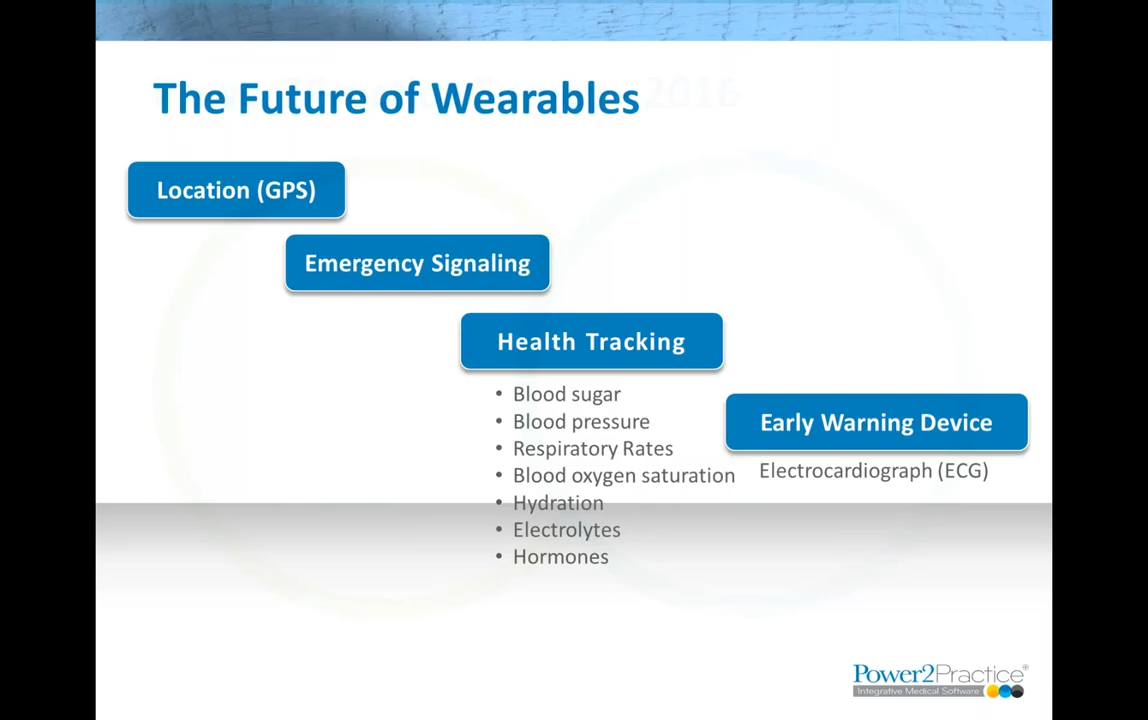 The Future of Wearables 2016
Location (GPS)
Emergency Signaling
Health Tracking
• Blood sugar
• Blood pressure
• Respiratory Rates
• Blood oxygen saturation
• Hydration
• Electrolytes
• Hormones
Early Warning Device
Electrocardiograph (ECG)
Power2Practice®
Integrative Medical Software